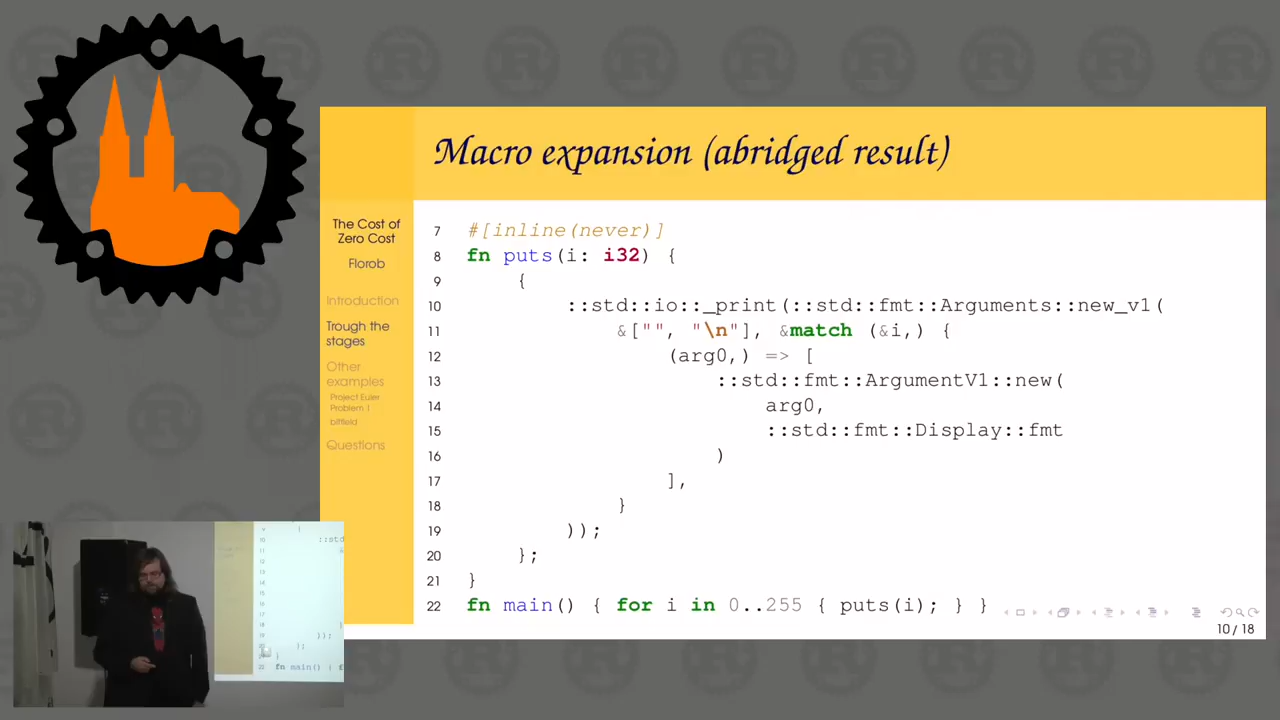 Macro expansion (abridged result)
The Cost of
Zero Cost
Florob
Introduction
Trough the
stages
Other
examples
Project Euler
Problem 1
bitfield
Questions
7 #[inline(never)]
8 fn puts(i: i32) {
9 {
10 ::std::io::_print(::std::fmt::Arguments::new_v1(
11 &["", "\n"], &match (&i,) {
12 (arg0,) => [
13 ::std::fmt::ArgumentV1::new(
14 arg0,
15 ::std::fmt::Display::fmt
16 )
17 ],
18 }
19 ));
20 };
21 }
22 fn main() { for i in 0..255 { puts(i); } }
10 / 18